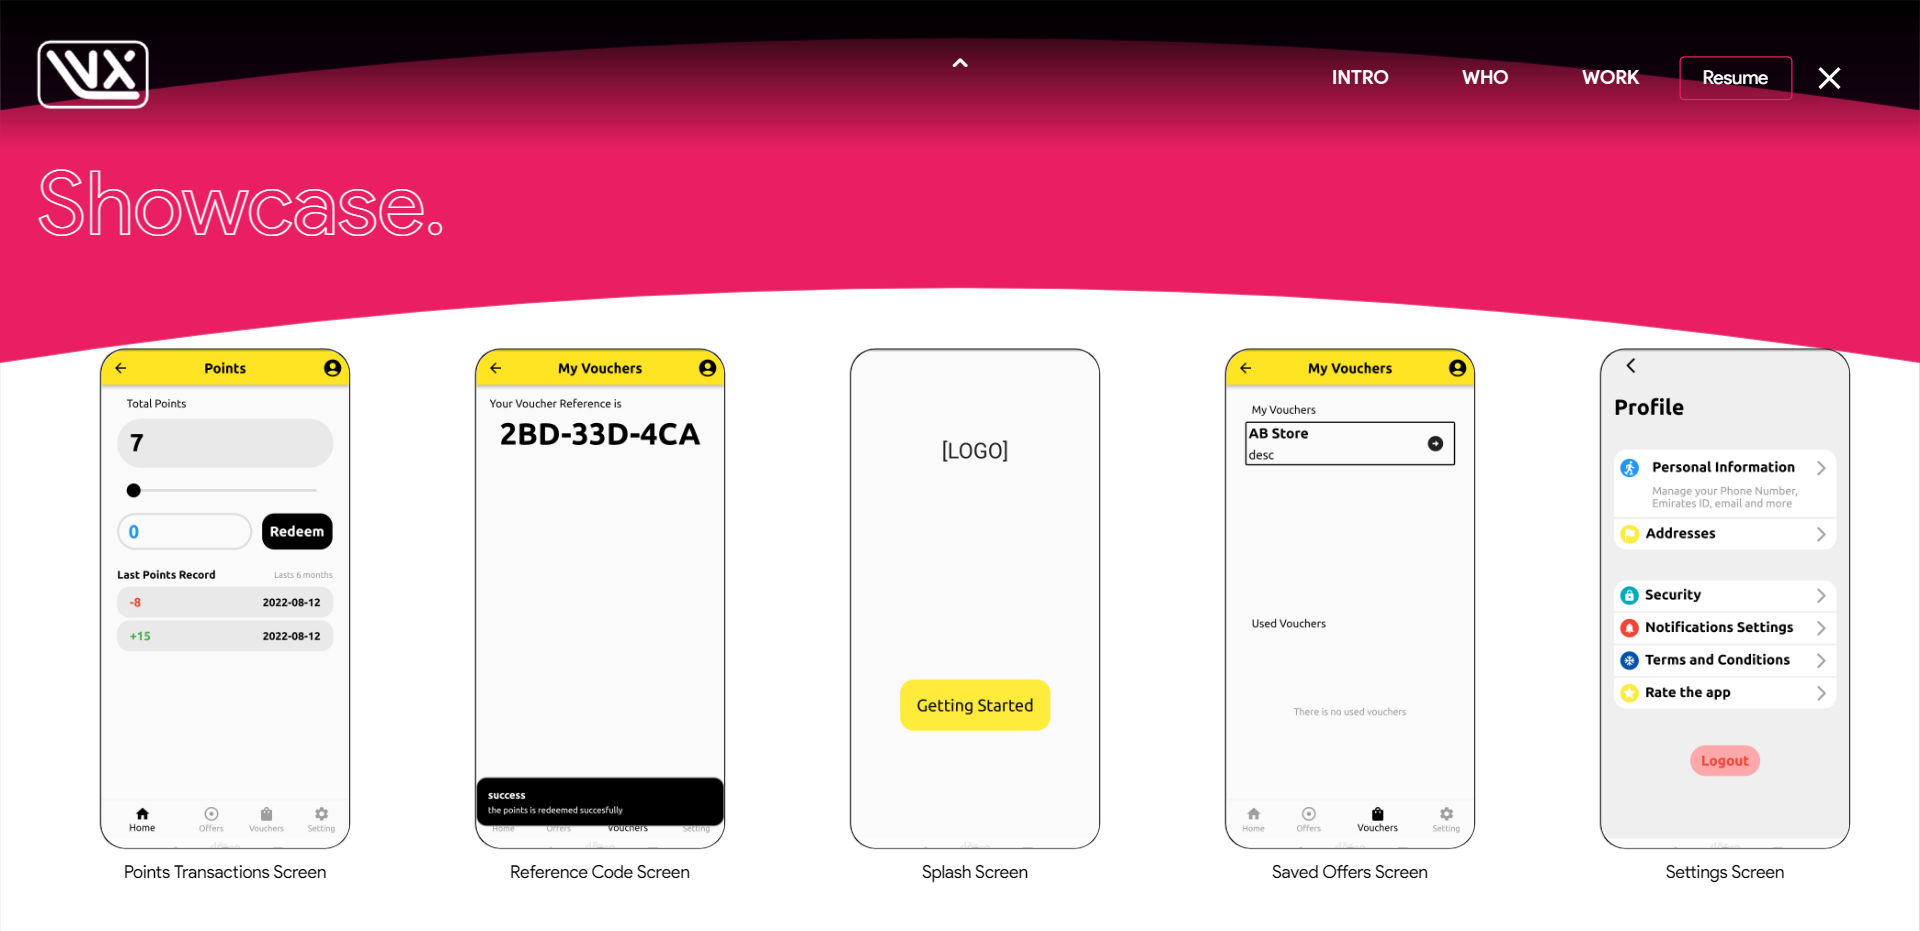 VX
INTRO
WHO
WORK
Resume
Showcase.
Points
Total Points
7
0
Redeem
Last Points Record
Lasts 6 months
-8
2022-08-12
+15
2022-08-12
Home
Offers
Vouchers
Setting
Points Transactions Screen
My Vouchers
Your Voucher Reference is
2BD-33D-4CA
success
the points is redeemed succesfully
Home
Offers
Vouchers
Setting
Reference Code Screen
[LOGO]
Getting Started
Splash Screen
My Vouchers
My Vouchers
AB Store
desc
Used Vouchers
There is no used vouchers
Home
Offers
Vouchers
Setting
Saved Offers Screen
Profile
Personal Information
Manage your Phone Number,
Emirates ID, email and more
Addresses
Security
Notifications Settings
Terms and Conditions
Rate the app
Logout
Settings Screen